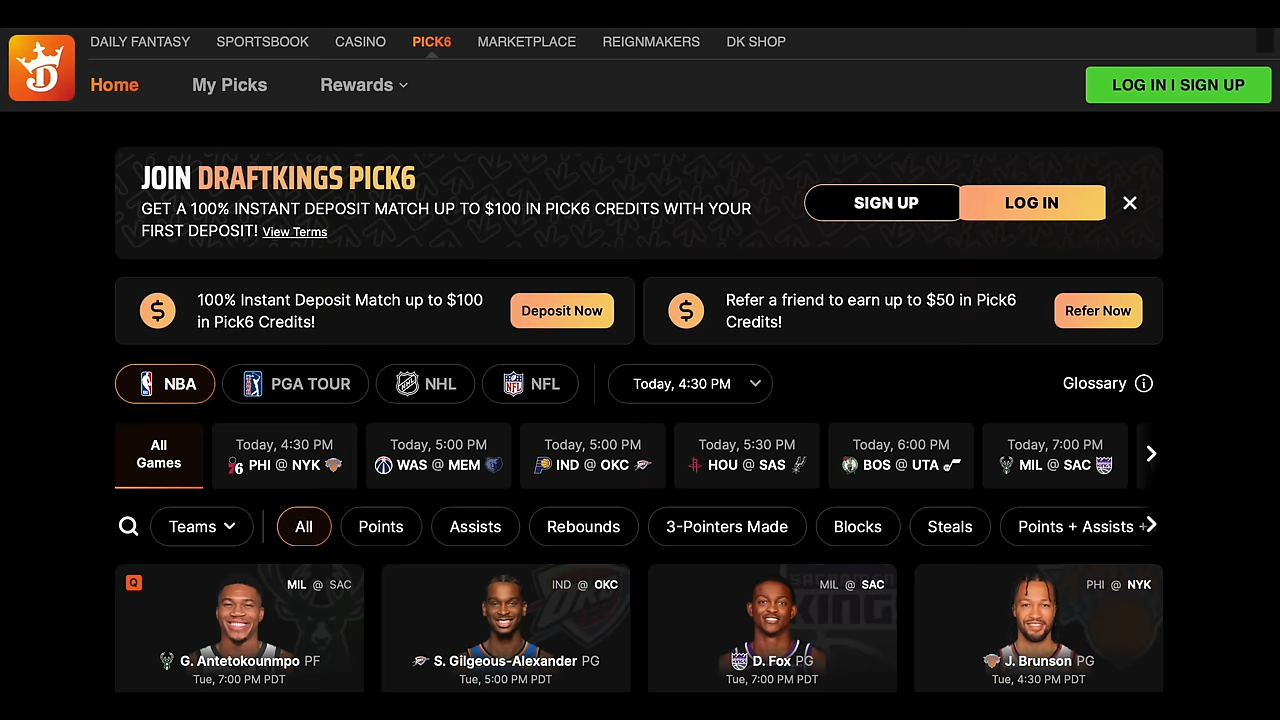 DAILY FANTASY SPORTSBOOK CASINO PICK6 MARKETPLACE REIGNMAKERS DK SHOP
Home My Picks Rewards
LOG IN | SIGN UP
JOIN DRAFTKINGS PICK6
GET A 100% INSTANT DEPOSIT MATCH UP TO $100 IN PICK6 CREDITS WITH YOUR
FIRST DEPOSIT! View Terms
SIGN UP LOG IN
100% Instant Deposit Match up to $100
in Pick6 Credits!
Deposit Now
Refer a friend to earn up to $50 in Pick6
Credits!
Refer Now
NBA PGA TOUR NHL NFL Today, 4:30 PM Glossary
All
Games
Today, 4:30 PM
PHI @ NYK
Today, 5:00 PM
WAS @ MEM
Today, 5:00 PM
IND @ OKC
Today, 5:30 PM
HOU @ SAS
Today, 6:00 PM
BOS @ UTA
Today, 7:00 PM
MIL @ SAC
Teams All Points Assists Rebounds 3-Pointers Made Blocks Steals Points + Assists +
Q MIL @ SAC
G. Antetokounmpo PF
Tue, 7:00 PM PDT
IND @ OKC
S. Gilgeous-Alexander PG
Tue, 5:00 PM PDT
MIL @ SAC
D. Fox PG
Tue, 7:00 PM PDT
PHI @ NYK
J. Brunson PG
Tue, 4:30 PM PDT